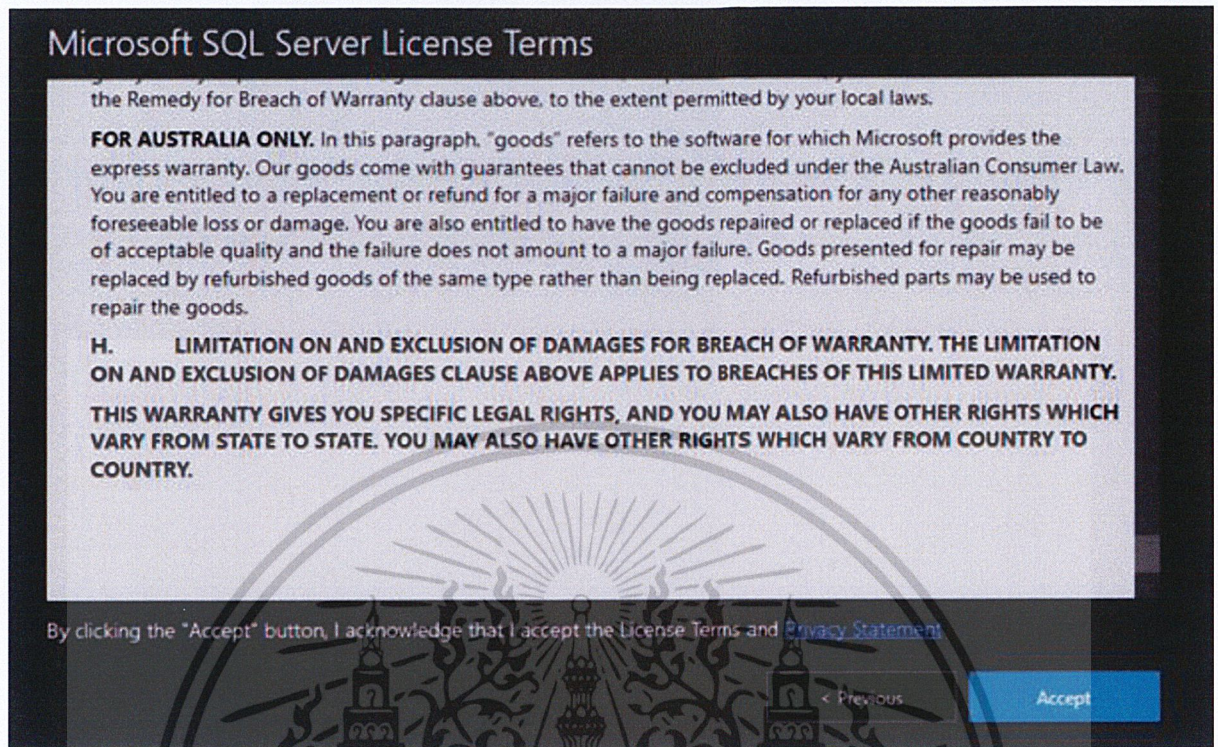 Microsoft SQL Server License Terms
the Remedy for Breach of Warranty clause above, to the extent permitted by your local laws.
FOR AUSTRALIA ONLY. In this paragraph, "goods" refers to the software for which Microsoft provides the
express warranty. Our goods come with guarantees that cannot be excluded under the Australian Consumer Law.
You are entitled to a replacement or refund for a major failure and compensation for any other reasonably
foreseeable loss or damage. You are also entitled to have the goods repaired or replaced if the goods fail to be
of acceptable quality and the failure does not amount to a major failure. Goods presented for repair may be
replaced by refurbished goods of the same type rather than being replaced. Refurbished parts may be used to
repair the goods.
H. LIMITATION ON AND EXCLUSION OF DAMAGES FOR BREACH OF WARRANTY. THE LIMITATION
ON AND EXCLUSION OF DAMAGES CLAUSE ABOVE APPLIES TO BREACHES OF THIS LIMITED WARRANTY.
THIS WARRANTY GIVES YOU SPECIFIC LEGAL RIGHTS, AND YOU MAY ALSO HAVE OTHER RIGHTS WHICH
VARY FROM STATE TO STATE. YOU MAY ALSO HAVE OTHER RIGHTS WHICH VARY FROM COUNTRY TO
COUNTRY.
By clicking the "Accept" button, I acknowledge that I accept the License Terms and Privacy Statement
< Previous
Accept